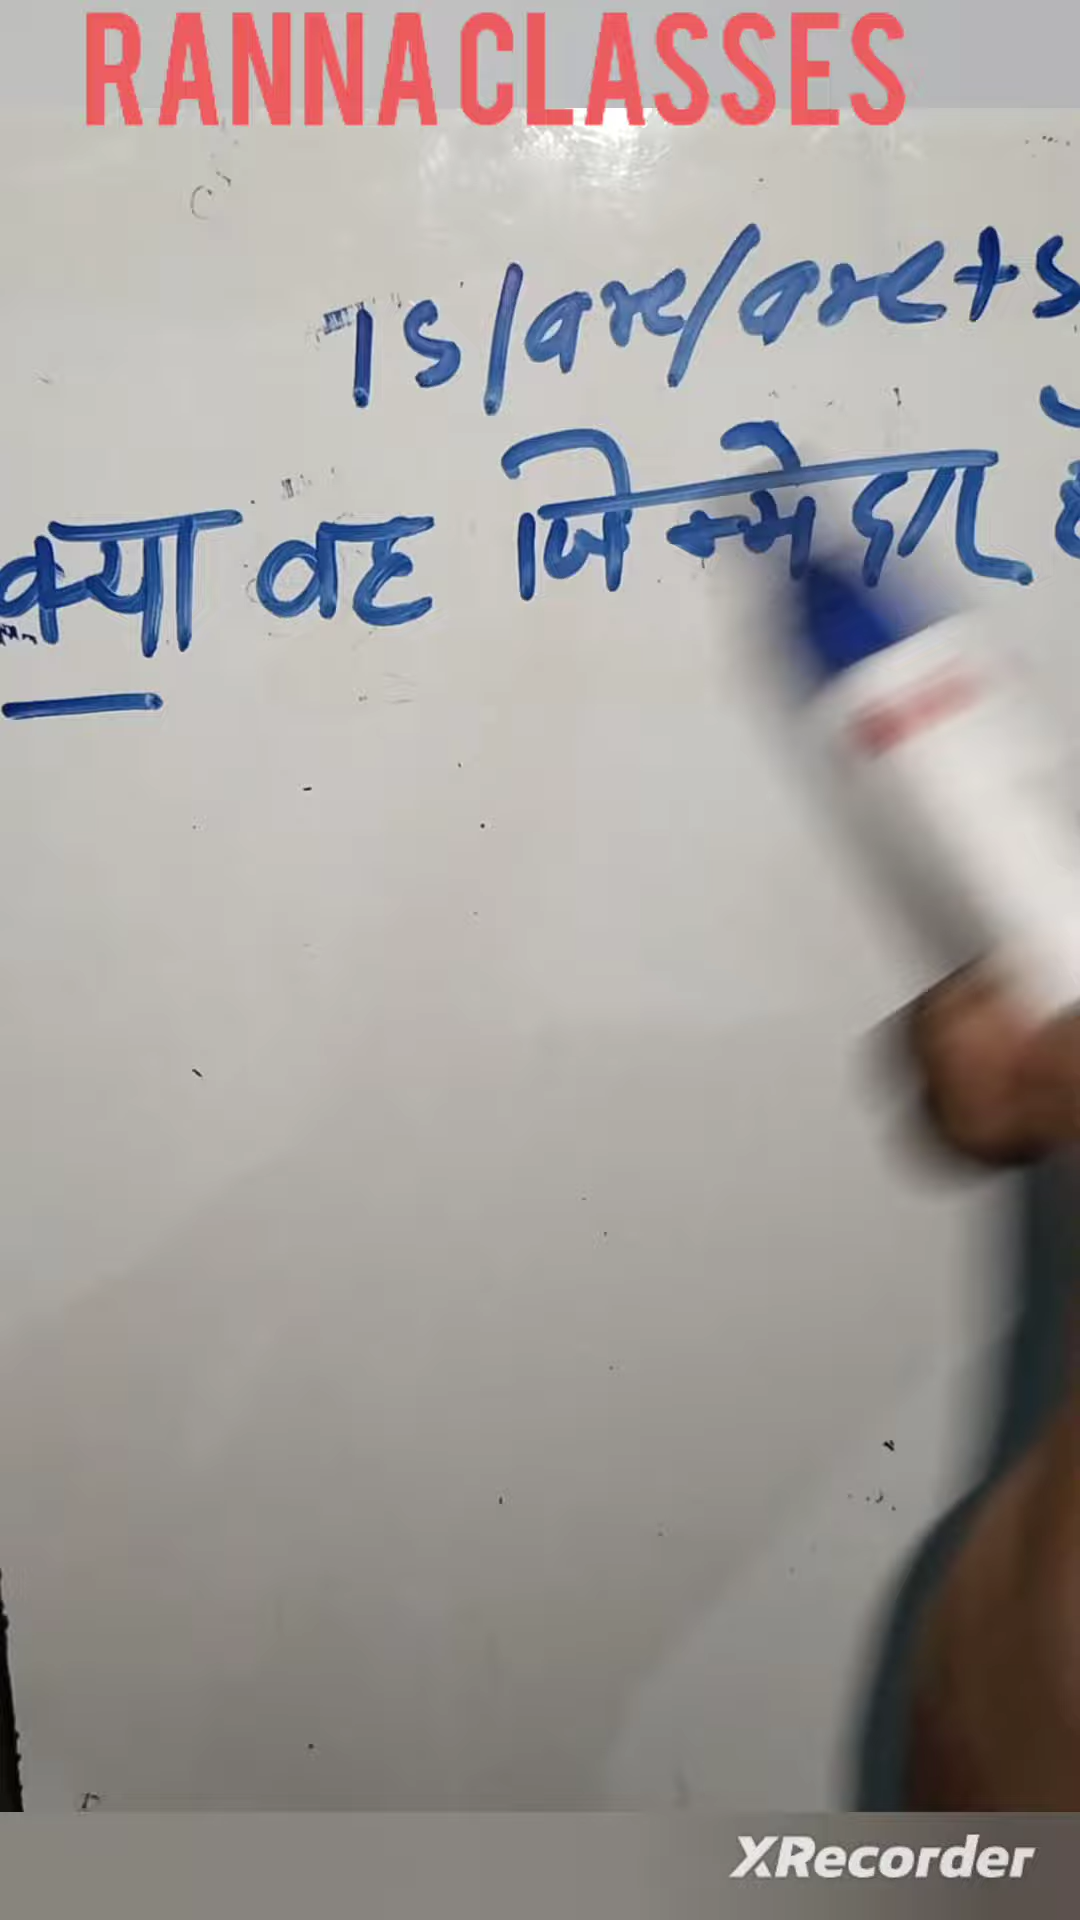 RANNA CLASSES
Is/are/are+s
क्या वह जिम्मेदार
XRecorder